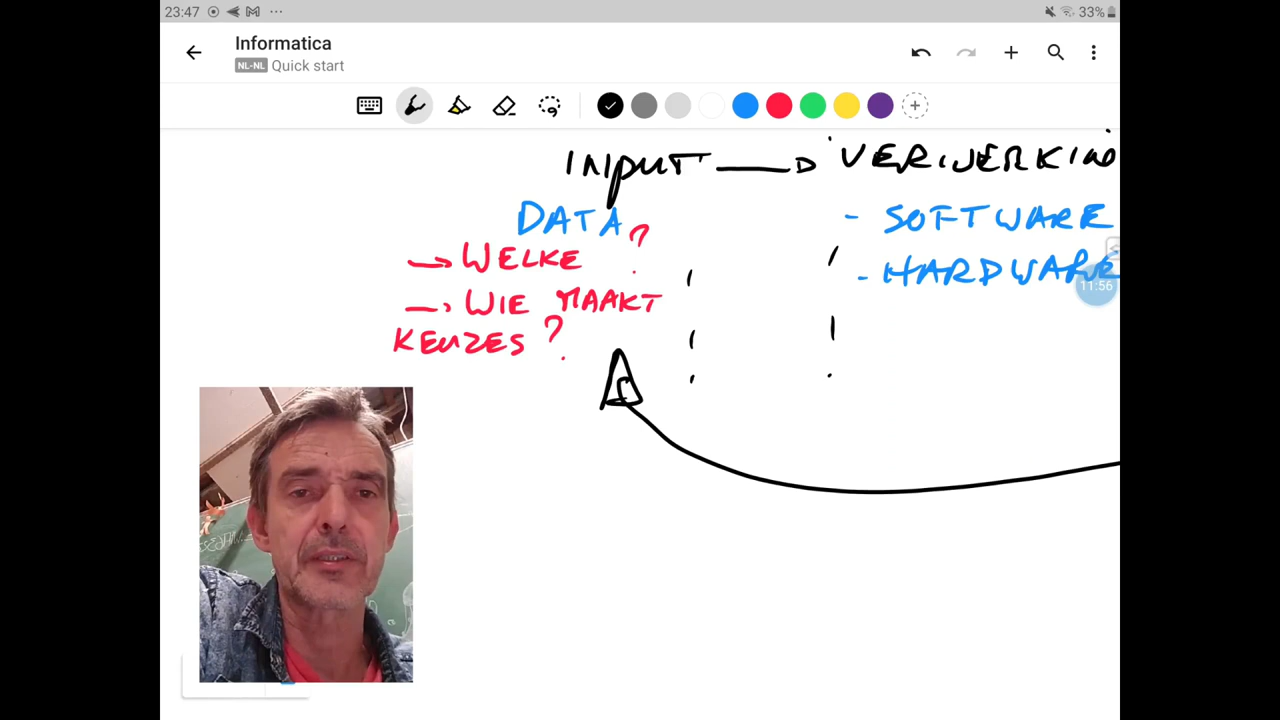 23:47
33%
Informatica
NL-NL Quick start
INPUT VERWERKING
DATA
- SOFTWARE
WELKE ?
- HARDWARE
11:56
WIE MAAKT
KEUZES ?